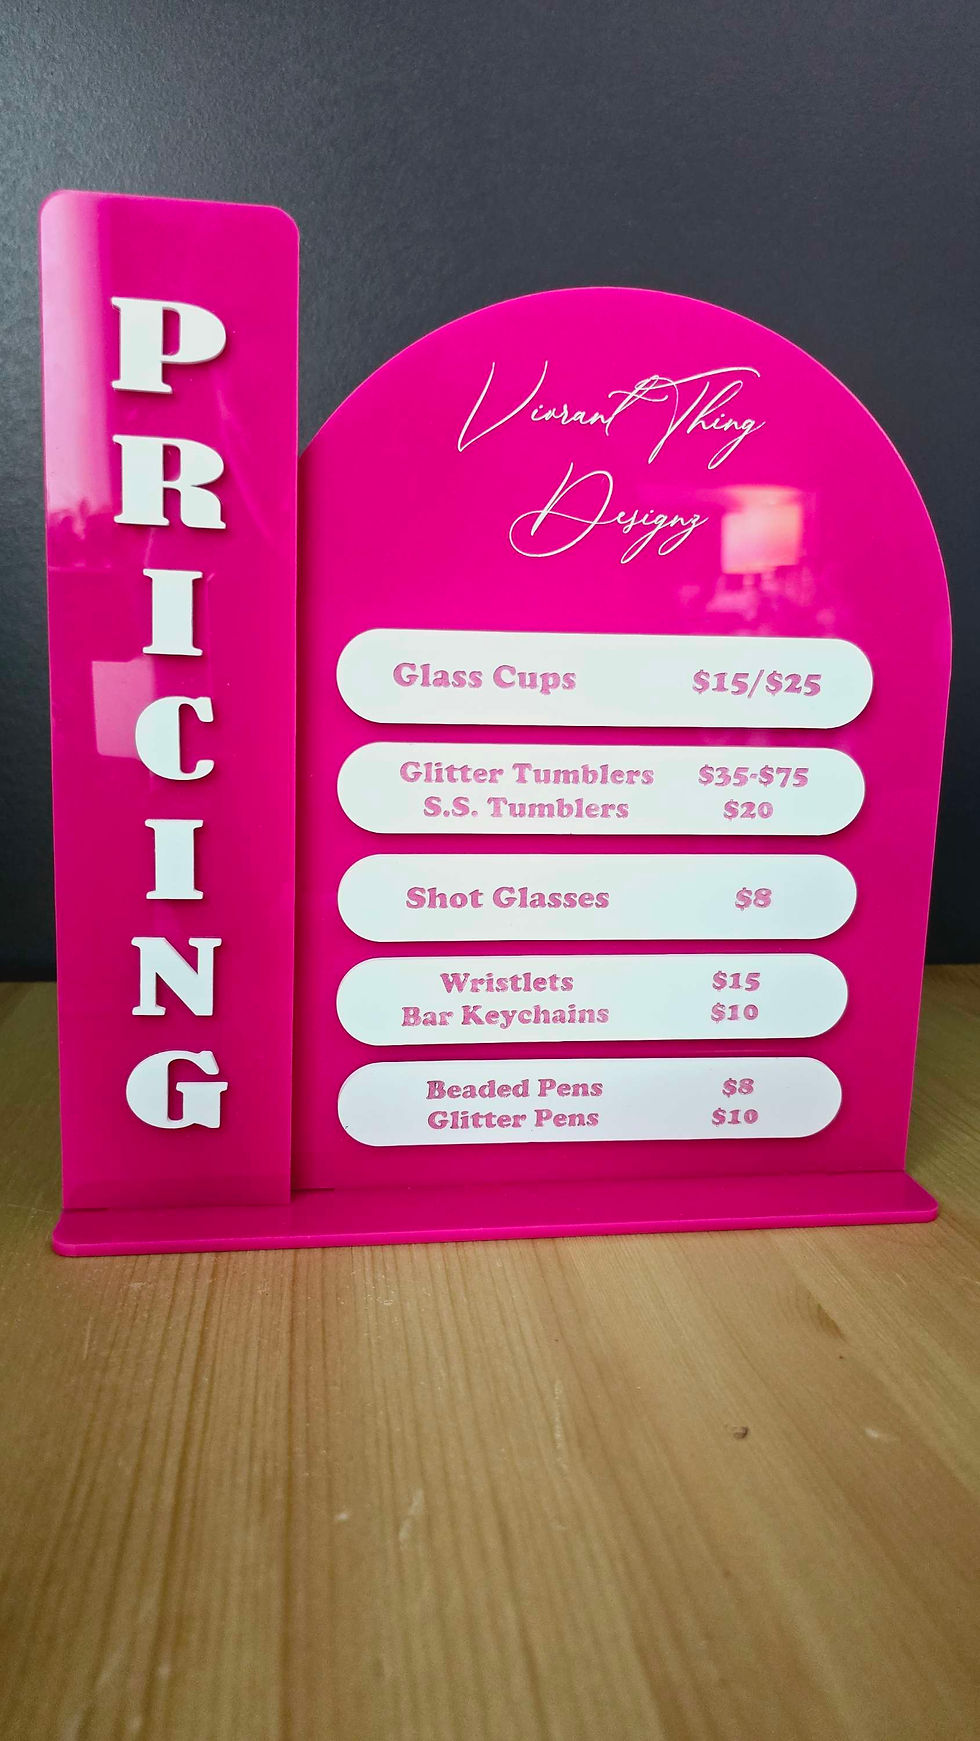 PRICING
Vivrant Thing
Designz
Glass Cups $15/$25
Glitter Tumblers $35-$75
S.S. Tumblers $20
Shot Glasses $8
Wristlets $15
Bar Keychains $10
Beaded Pens $8
Glitter Pens $10